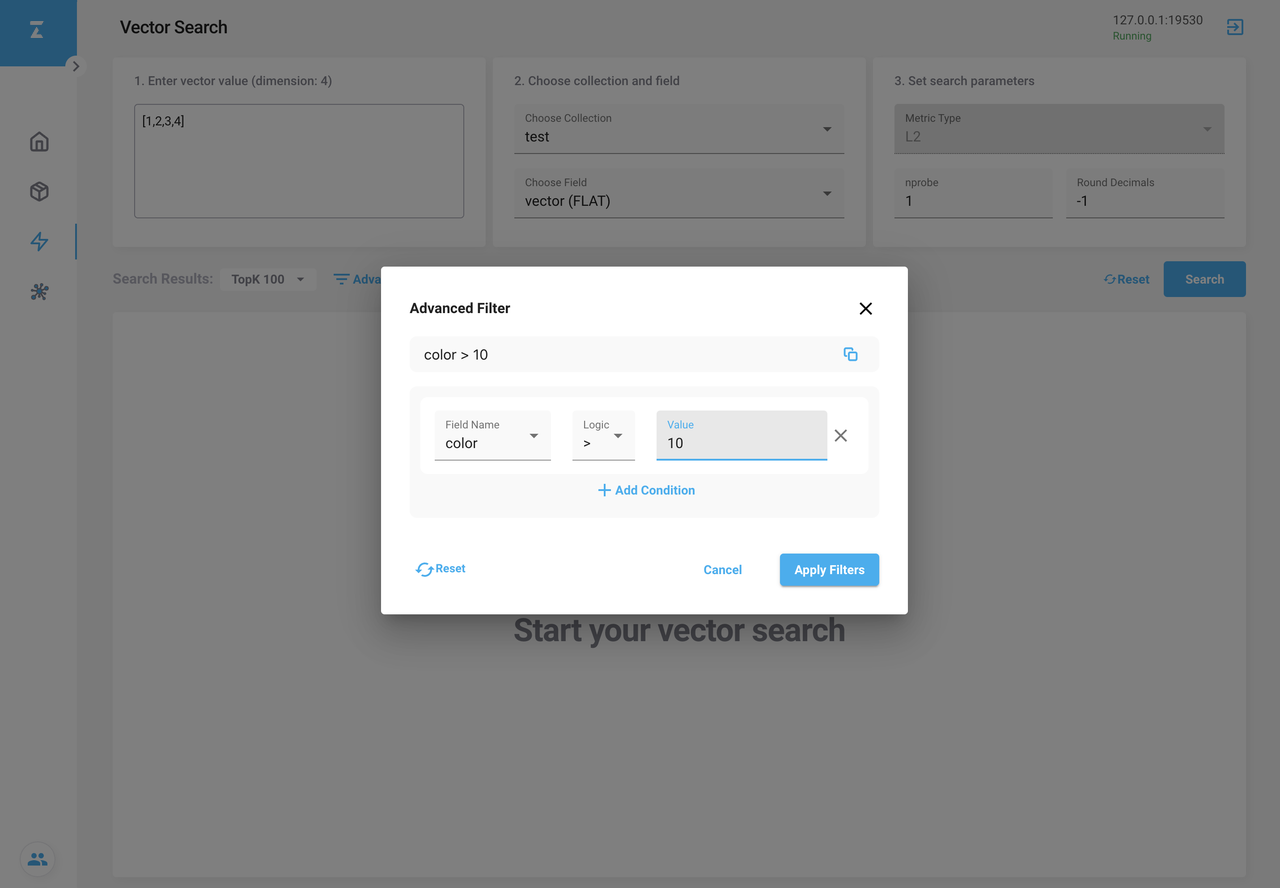 Vector Search
127.0.0.1:19530
Running
1. Enter vector value (dimension: 4)
[1,2,3,4]
2. Choose collection and field
Choose Collection
test
Choose Field
vector (FLAT)
3. Set search parameters
Metric Type
L2
nprobe
1
Round Decimals
-1
Search Results:
TopK 100
Adva
Reset
Search
Advanced Filter
color > 10
Field Name
color
Logic
>
Value
10
Add Condition
Reset
Cancel
Apply Filters
Start your vector search